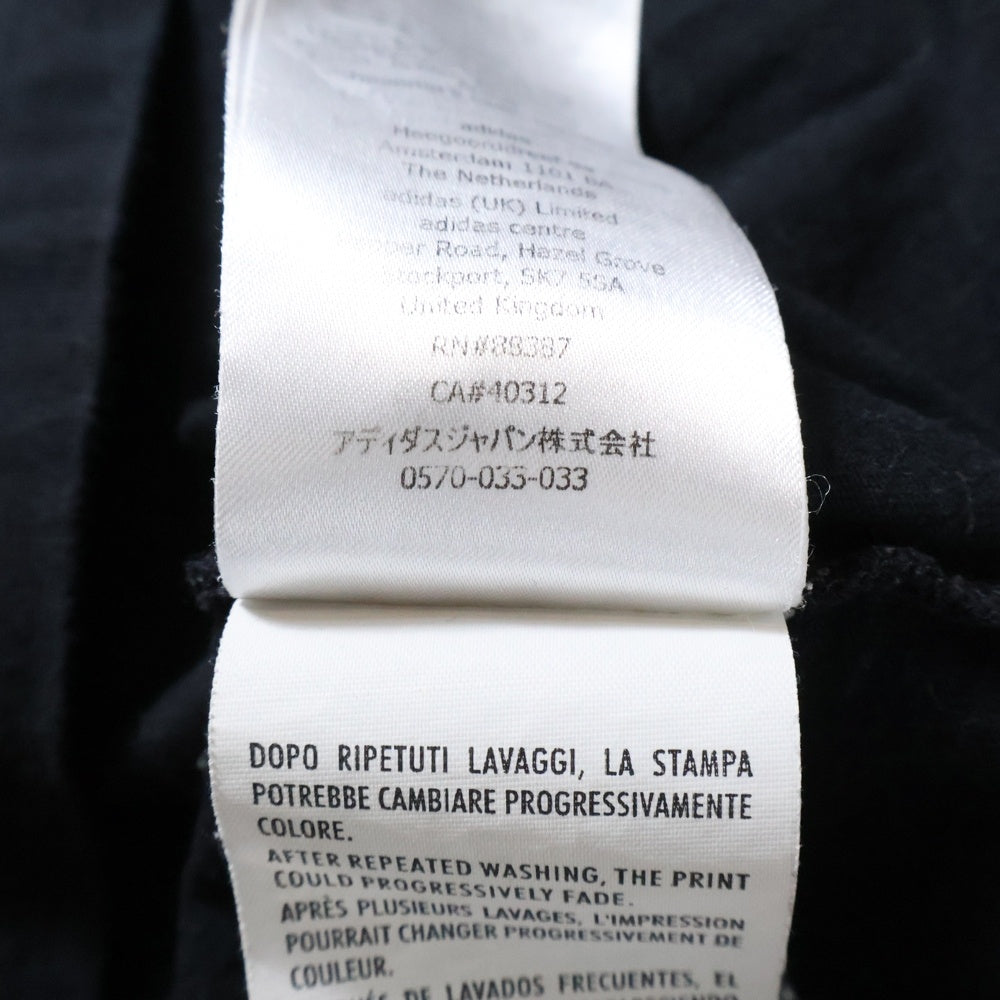 adidas
Amsterdam 1101
The Netherlands
adidas (UK) Limited
adidas centre
Road, Hazel Grove
Stockport, SK7 5SA
United Kingdom
RN#88387
CA#40312
アディダスジャパン株式会社
0570-033-033
DOPO RIPETUTI LAVAGGI, LA STAMPA
POTREBBE CAMBIARE PROGRESSIVAMENTE
COLORE.
AFTER REPEATED WASHING, THE PRINT
COULD PROGRESSIVELY FADE.
APRÈS PLUSIEURS LAVAGES, L'IMPRESSION
POURRAIT CHANGER PROGRESSIVEMENT DE
COULEUR.
DE LAVADOS FRECUENTES, EL